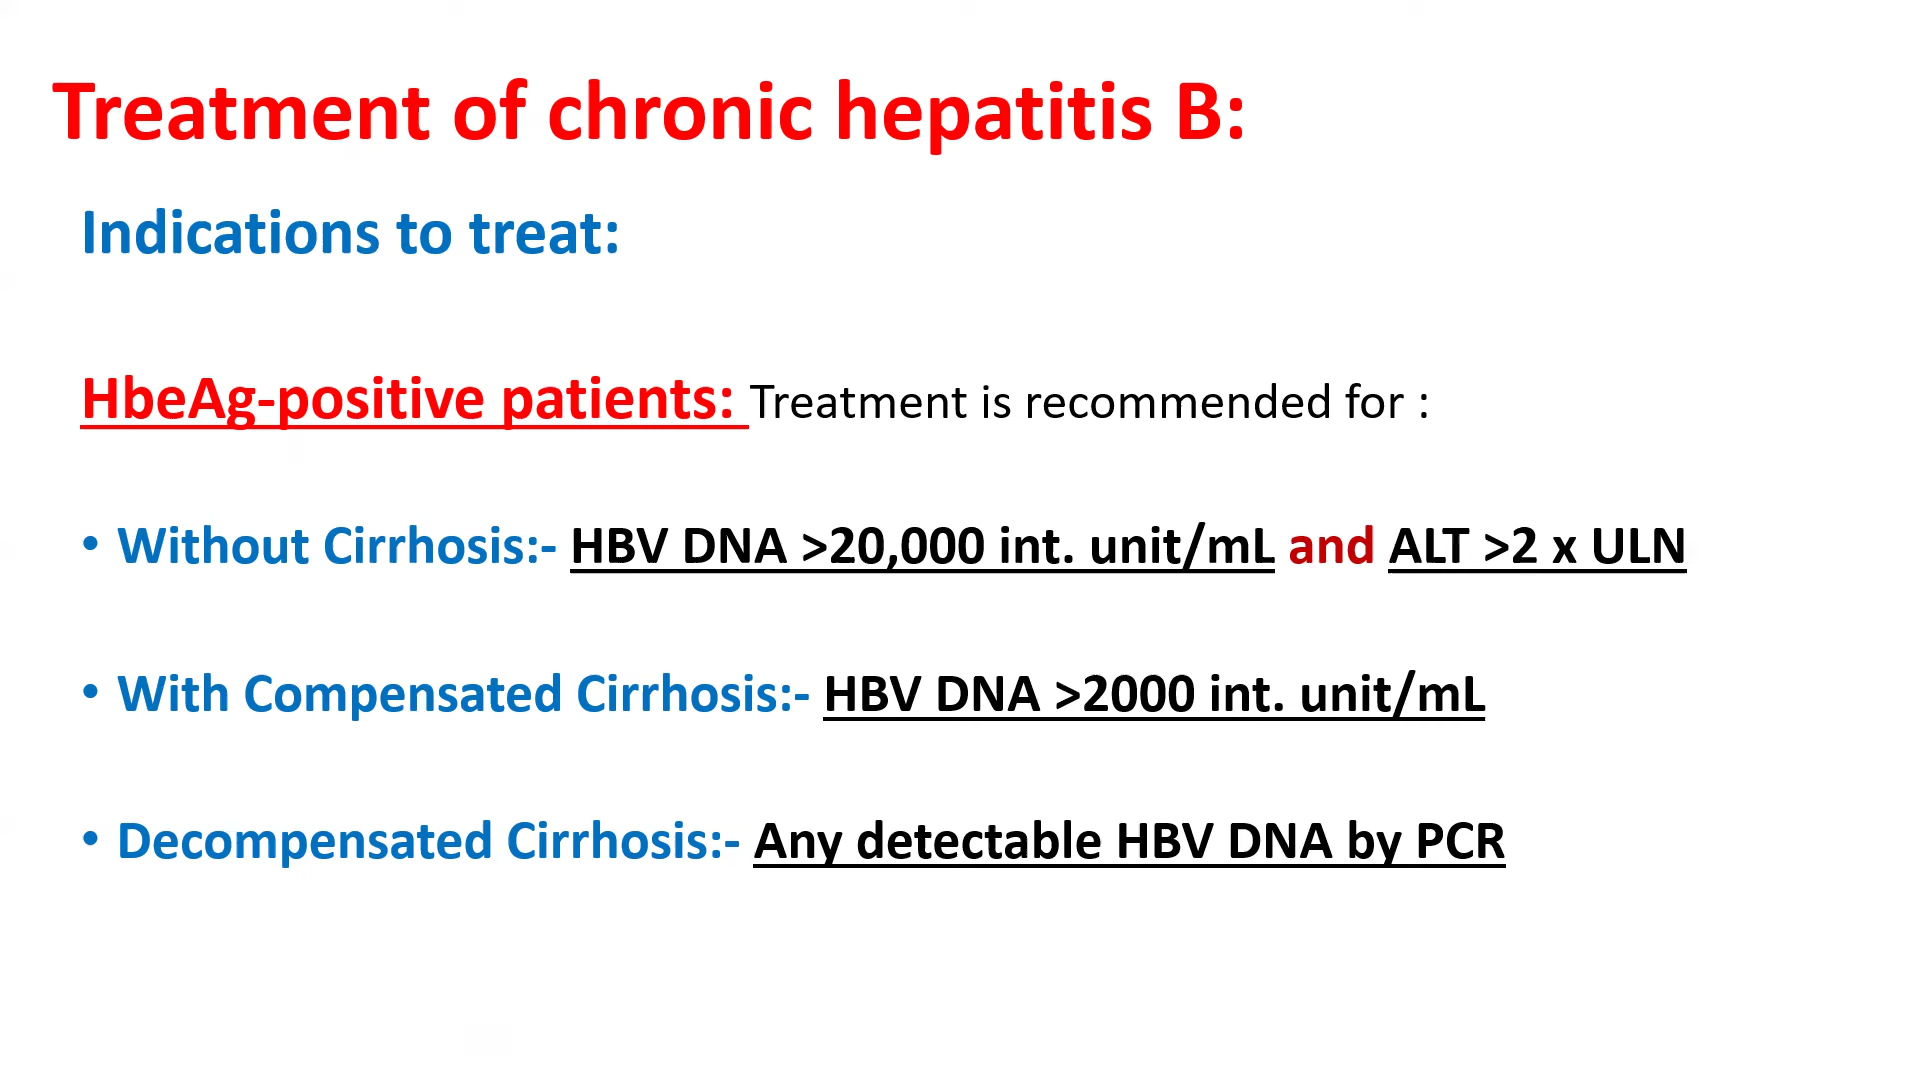 Treatment of chronic hepatitis B:
Indications to treat:
HbeAg-positive patients: Treatment is recommended for :
• Without Cirrhosis:- HBV DNA >20,000 int. unit/mL and ALT >2 x ULN
• With Compensated Cirrhosis:- HBV DNA >2000 int. unit/mL
• Decompensated Cirrhosis:- Any detectable HBV DNA by PCR